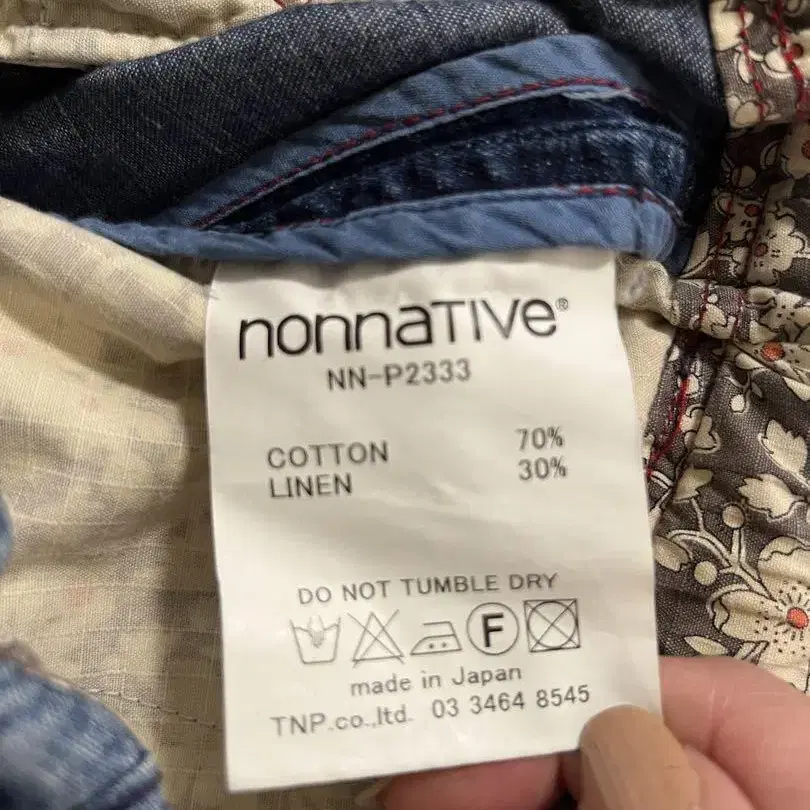 nonnaTIVe®
NN-P2333
COTTON 70%
LINEN 30%
DO NOT TUMBLE DRY
F
made in Japan
TNP.co.,ltd. 03 3464 8545